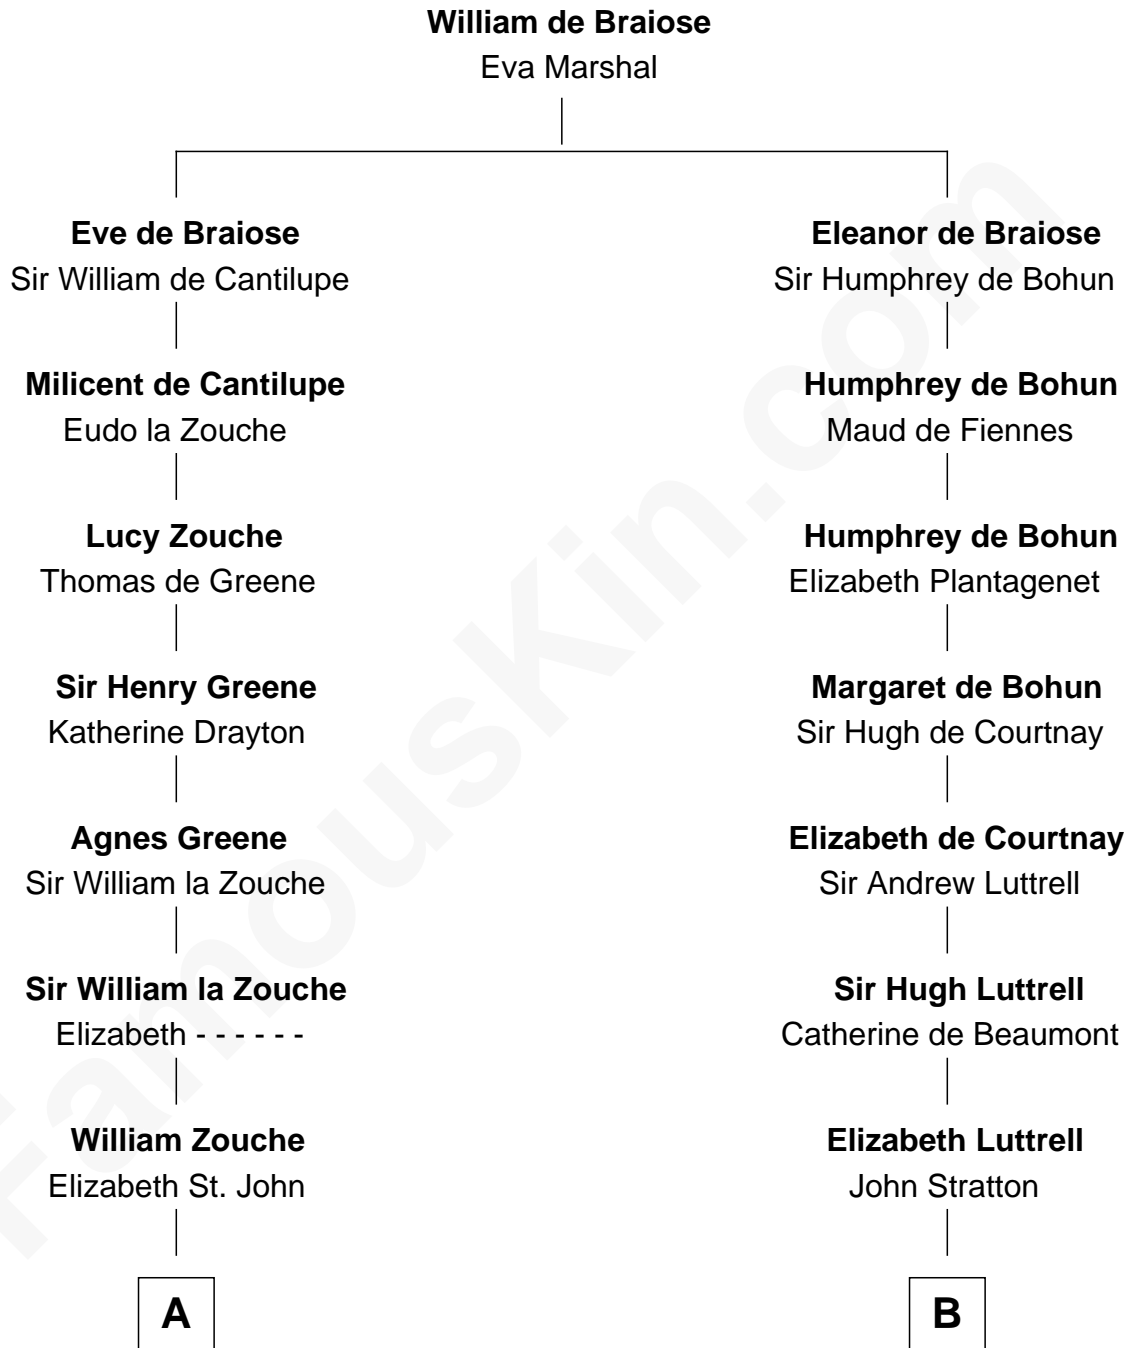 William de Braiose
Eva Marshal
Eve de Braiose
Sir William de Cantilupe
Eleanor de Braiose
Sir Humphrey de Bohun
Milicent de Cantilupe
Eudo la Zouche
Humphrey de Bohun
Maud de Fiennes
Lucy Zouche
Thomas de Greene
Humphrey de Bohun
Elizabeth Plantagenet
Sir Henry Greene
Katherine Drayton
Margaret de Bohun
Sir Hugh de Courtnay
Agnes Greene
Sir William la Zouche
Elizabeth de Courtnay
Sir Andrew Luttrell
Sir William la Zouche
Elizabeth - - - - - -
Sir Hugh Luttrell
Catherine de Beaumont
William Zouche
Elizabeth St. John
Elizabeth Luttrell
John Stratton
A
B
FamousKin.com